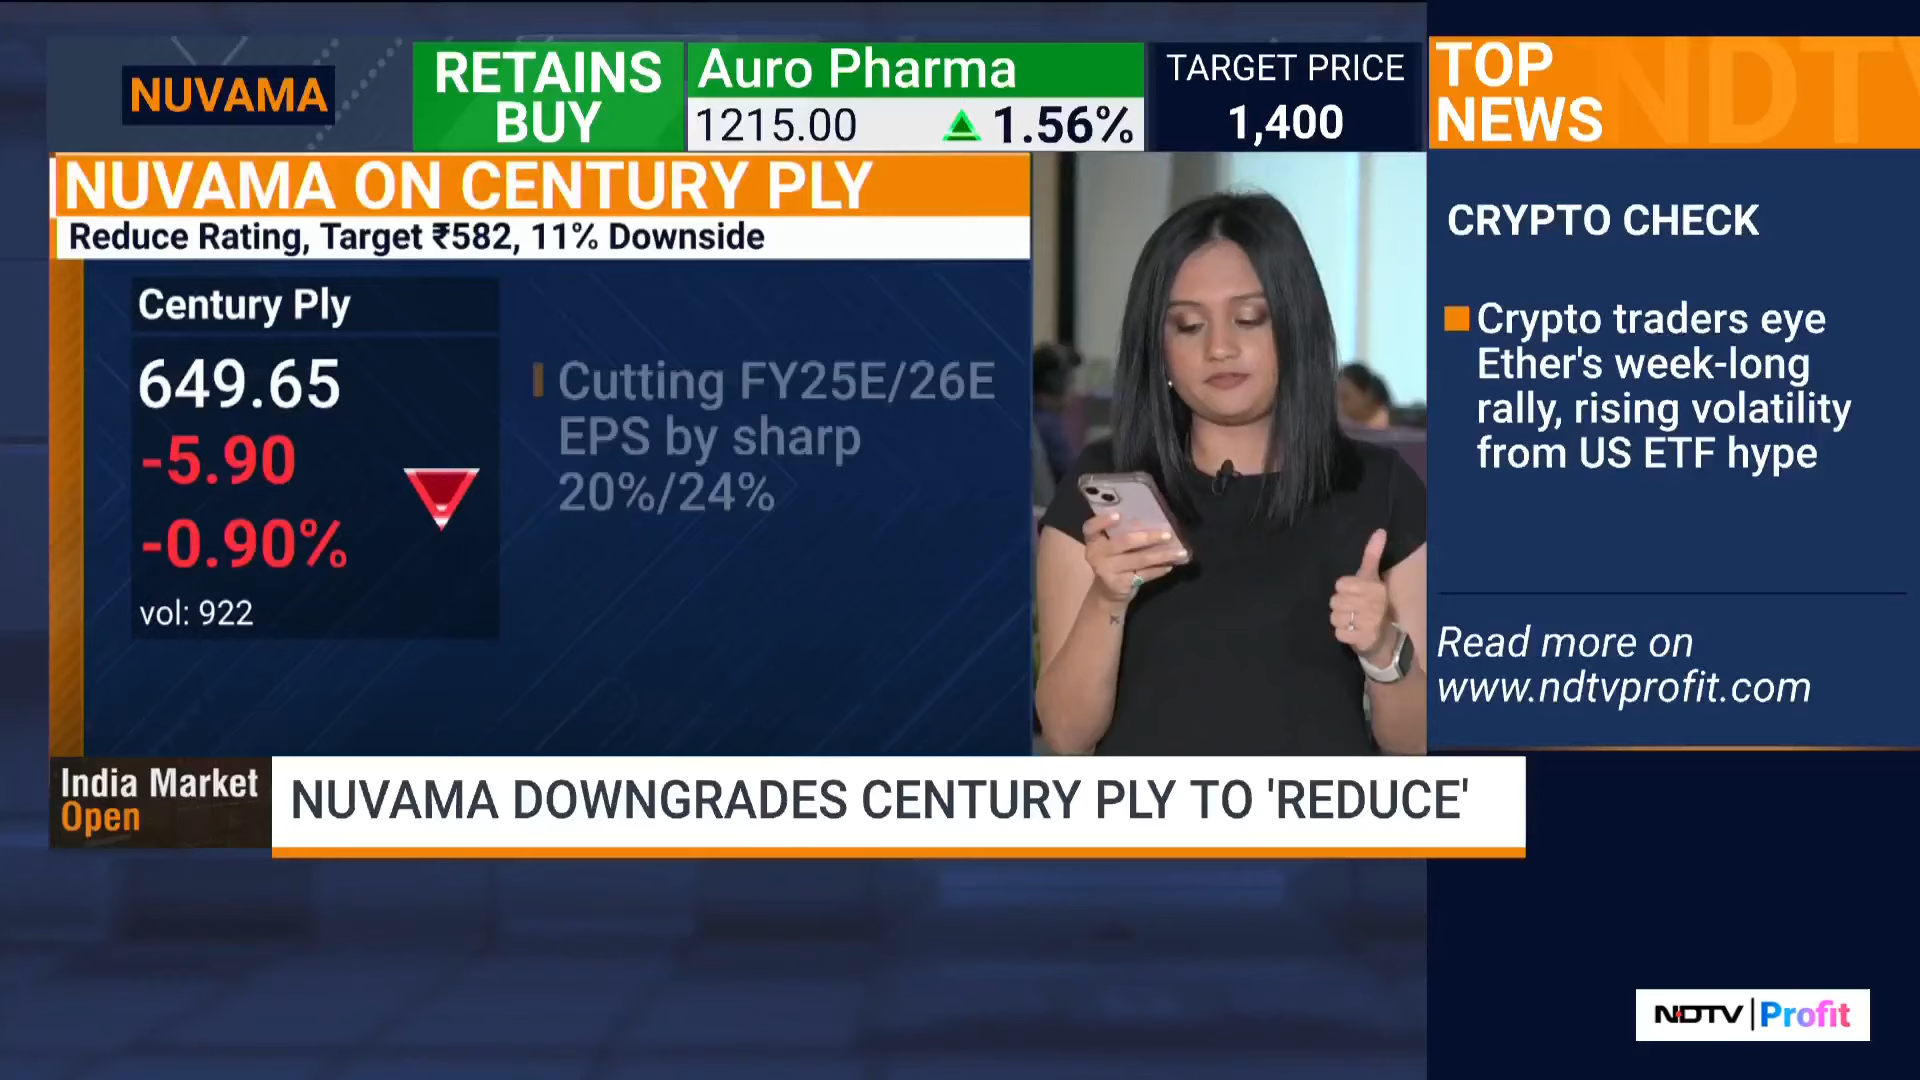 NUVAMA
RETAINS
BUY
Auro Pharma
1215.00 1.56%
TARGET PRICE
1,400
TOP
NEWS
NUVAMA ON CENTURY PLY
Reduce Rating, Target ₹582, 11% Downside
Century Ply
649.65
-5.90
-0.90%
vol: 922
Cutting FY25E/26E
EPS by sharp
20%/24%
CRYPTO CHECK
Crypto traders eye
Ether's week-long
rally, rising volatility
from US ETF hype
Read more on
www.ndtvprofit.com
India Market
Open
NUVAMA DOWNGRADES CENTURY PLY TO 'REDUCE'
NDTV Profit